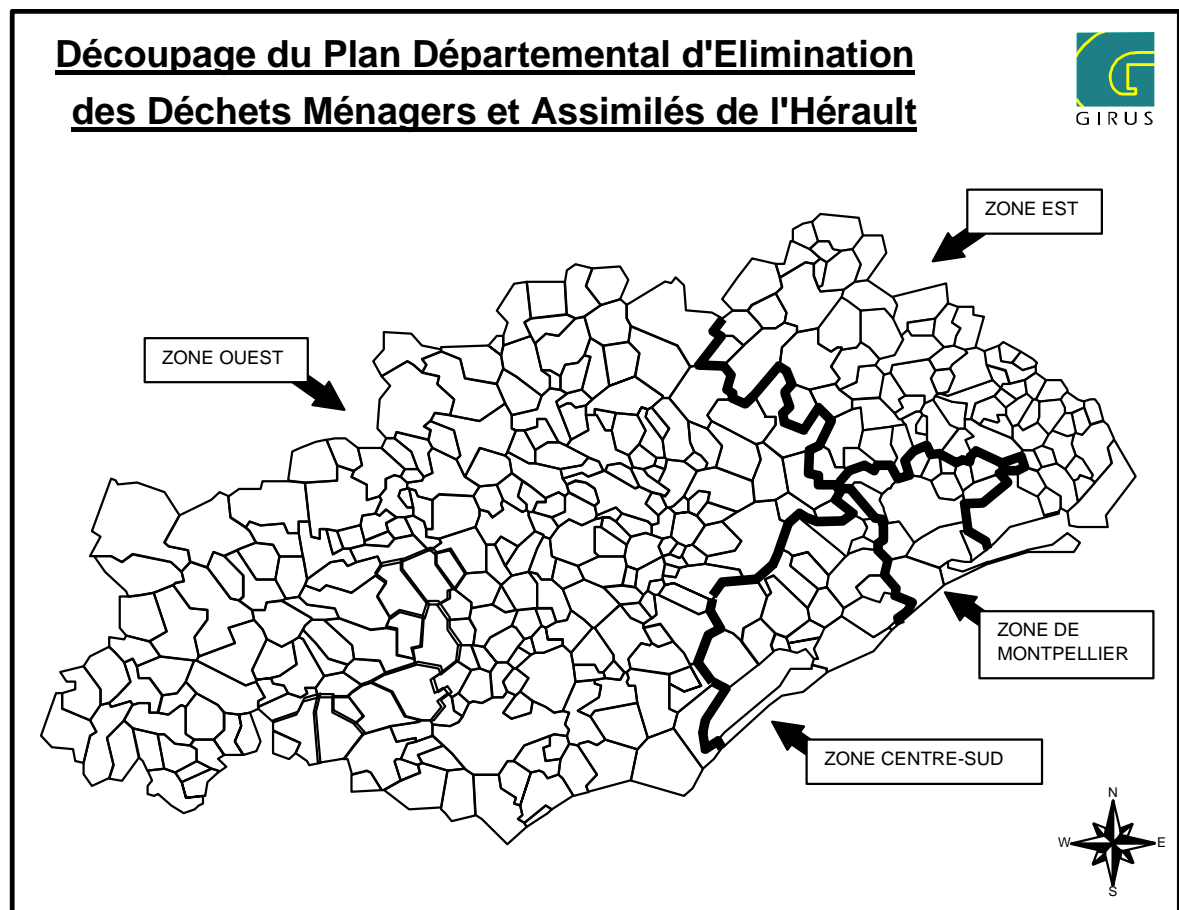 Découpage du Plan Départemental d'Elimination
des Déchets Ménagers et Assimilés de l'Hérault
GIRUS
ZONE EST
ZONE OUEST
ZONE DE
MONTPELLIER
ZONE CENTRE-SUD
N
W
E
S